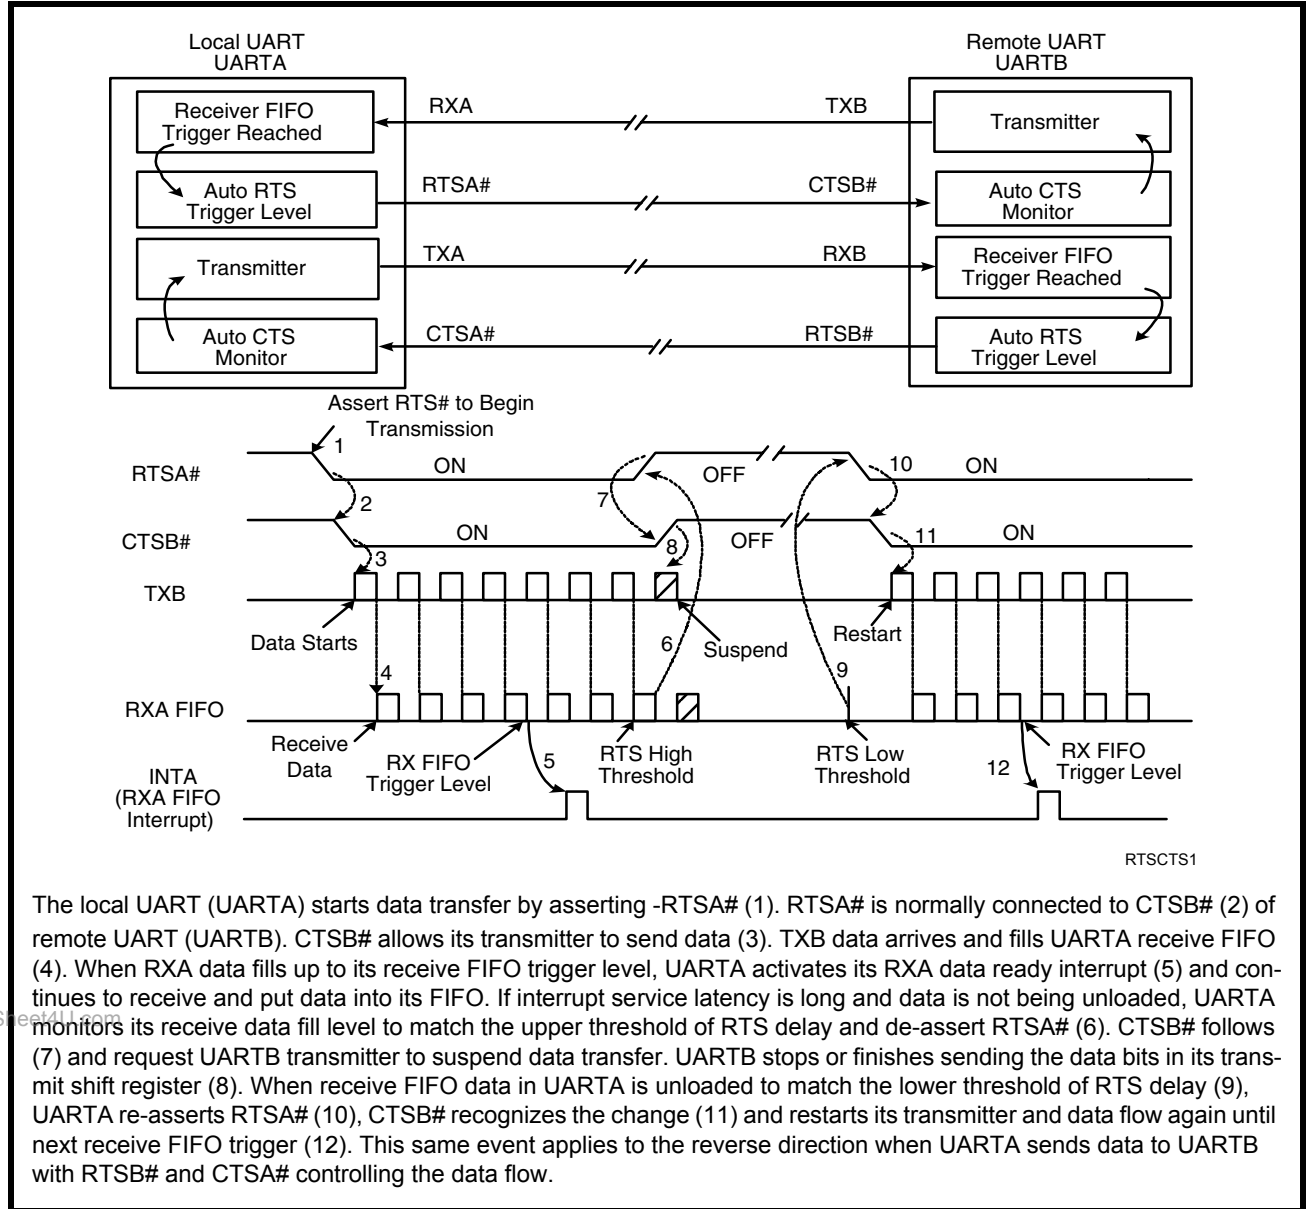 Local UART
UARTA
Remote UART
UARTB
Receiver FIFO
Trigger Reached
RXA
TXB
Transmitter
Auto RTS
Trigger Level
RTSA#
CTSB#
Auto CTS
Monitor
Transmitter
TXA
RXB
Receiver FIFO
Trigger Reached
Auto CTS
Monitor
CTSA#
RTSB#
Auto RTS
Trigger Level
Assert RTS# to Begin
Transmission
1
RTSA#
ON
OFF
10
ON
2
7
CTSB#
ON
8
OFF
11
ON
3
TXB
Data Starts
6
Suspend
Restart
4
9
RXA FIFO
Receive
Data
RX FIFO
Trigger Level
5
RTS High
Threshold
RTS Low
Threshold
12
RX FIFO
Trigger Level
INTA
(RXA FIFO
Interrupt)
RTSCTS1
The local UART (UARTA) starts data transfer by asserting -RTSA# (1). RTSA# is normally connected to CTSB# (2) of
remote UART (UARTB). CTSB# allows its transmitter to send data (3). TXB data arrives and fills UARTA receive FIFO
(4). When RXA data fills up to its receive FIFO trigger level, UARTA activates its RXA data ready interrupt (5) and con-
tinues to receive and put data into its FIFO. If interrupt service latency is long and data is not being unloaded, UARTA
monitors its receive data fill level to match the upper threshold of RTS delay and de-assert RTSA# (6). CTSB# follows
(7) and request UARTB transmitter to suspend data transfer. UARTB stops or finishes sending the data bits in its trans-
mit shift register (8). When receive FIFO data in UARTA is unloaded to match the lower threshold of RTS delay (9),
UARTA re-asserts RTSA# (10), CTSB# recognizes the change (11) and restarts its transmitter and data flow again until
next receive FIFO trigger (12). This same event applies to the reverse direction when UARTA sends data to UARTB
with RTSB# and CTSA# controlling the data flow.